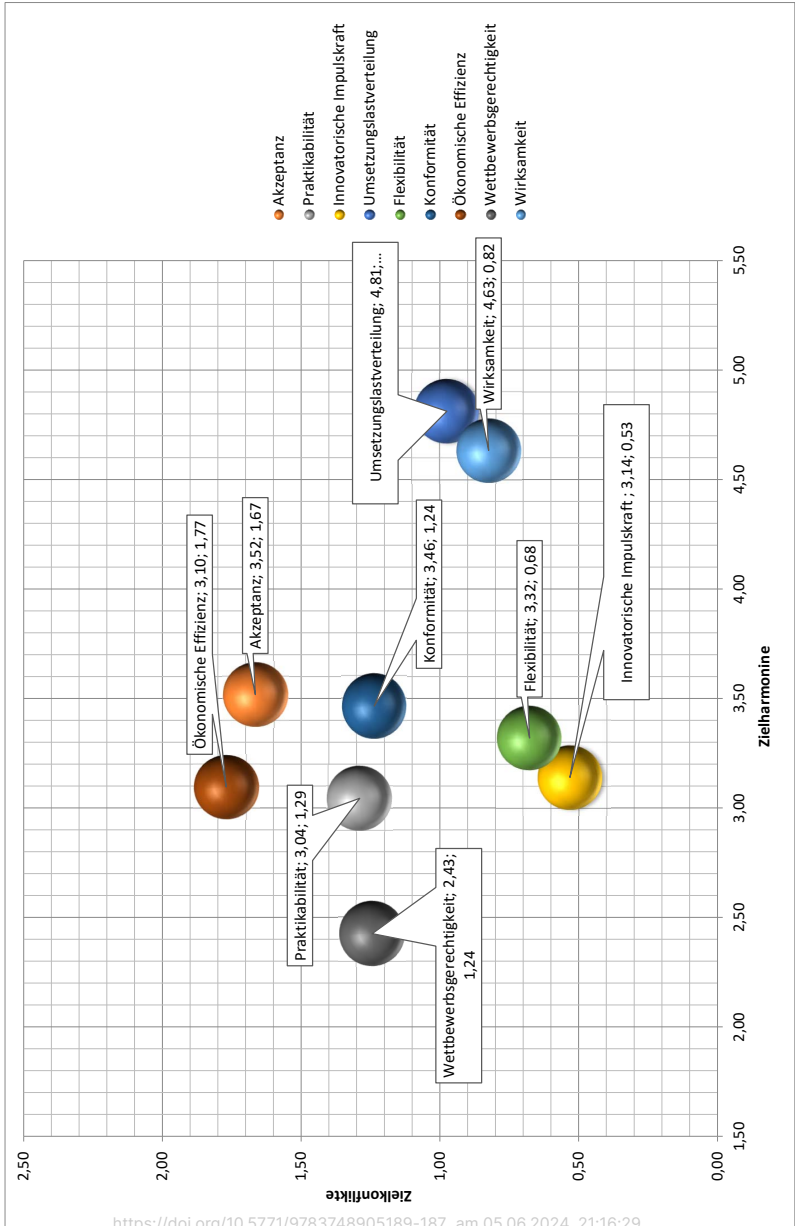 Ökonomische Effizienz; 3,10; 1,77
Akzeptanz; 3,52; 1,67
Praktikabilität; 3,04; 1,29
Konformität; 3,46; 1,24
Wettbewerbsgerechtigkeit; 2,43;
1,24
Umsetzungslastverteilung; 4,81;...
Wirksamkeit; 4,63; 0,82
Flexibilität; 3,32; 0,68
Innovatorische Impulskraft ; 3,14; 0,53
2,50
2,00
1,50
1,00
0,50
0,00
Zielkonflikte
1,50
2,00
2,50
3,00
3,50
4,00
4,50
5,00
5,50
Zielharmonine
Akzeptanz
Praktikabilität
Innovatorische Impulskraft
Umsetzungslastverteilung
Flexibilität
Konformität
Ökonomische Effizienz
Wettbewerbsgerechtigkeit
Wirksamkeit
https://doi.org/10.5771/9783748905189-187, am 05.06.2024, 21:16:29